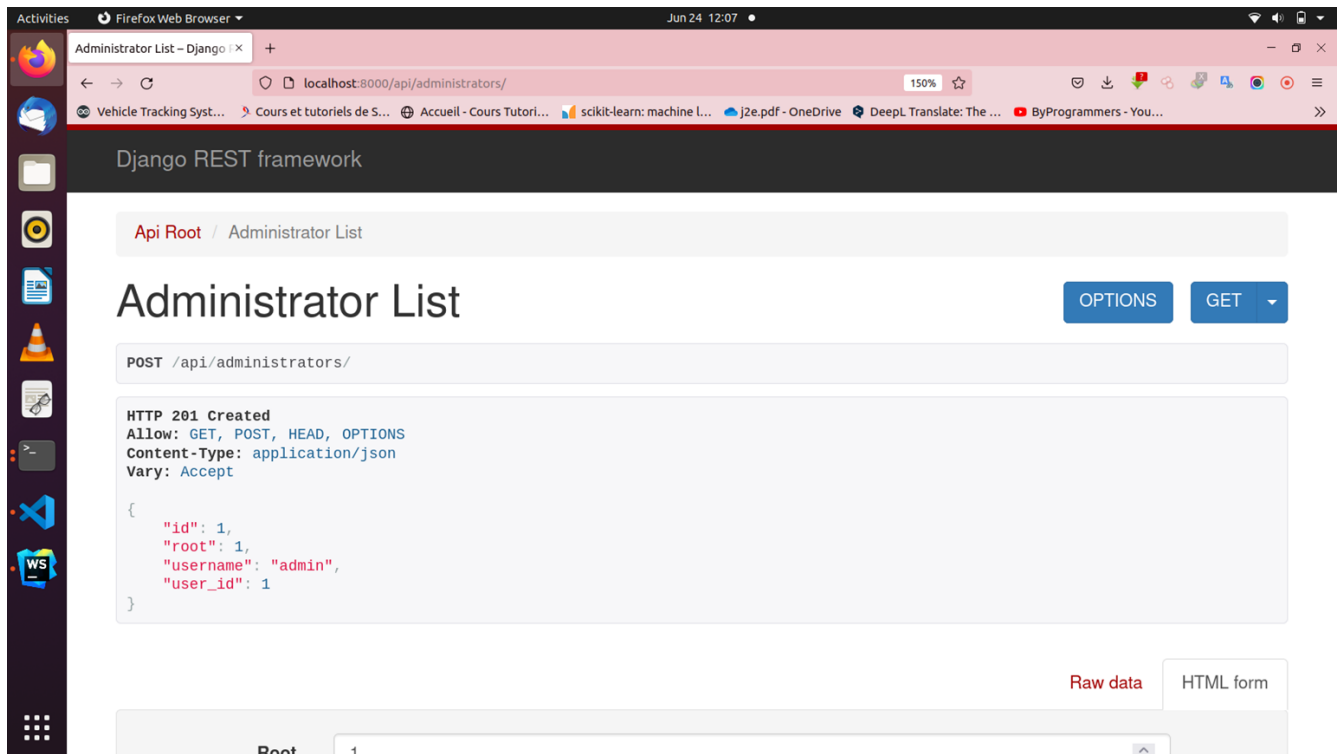 Activities Firefox Web Browser Jun 24 12:07
Administrator List – Django
localhost:8000/api/administrators/ 150%
Vehicle Tracking Syst... Cours et tutoriels de S... Accueil - Cours Tutori... scikit-learn: machine l... j2e.pdf - OneDrive DeepL Translate: The ... ByProgrammers - You...
Django REST framework
Api Root / Administrator List
Administrator List OPTIONS GET
POST /api/administrators/
HTTP 201 Created
Allow: GET, POST, HEAD, OPTIONS
Content-Type: application/json
Vary: Accept
{
"id": 1,
"root": 1,
"username": "admin",
"user_id": 1
}
WS
Raw data HTML form
Root 1